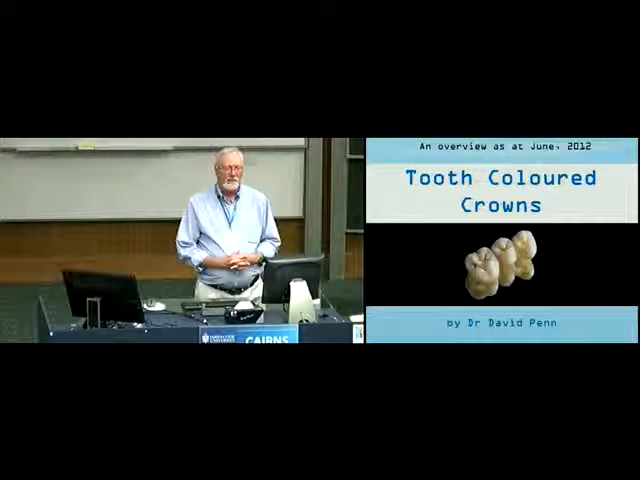 An overview as at June, 2012
Tooth Coloured
Crowns
by Dr David Penn
CAIRNS